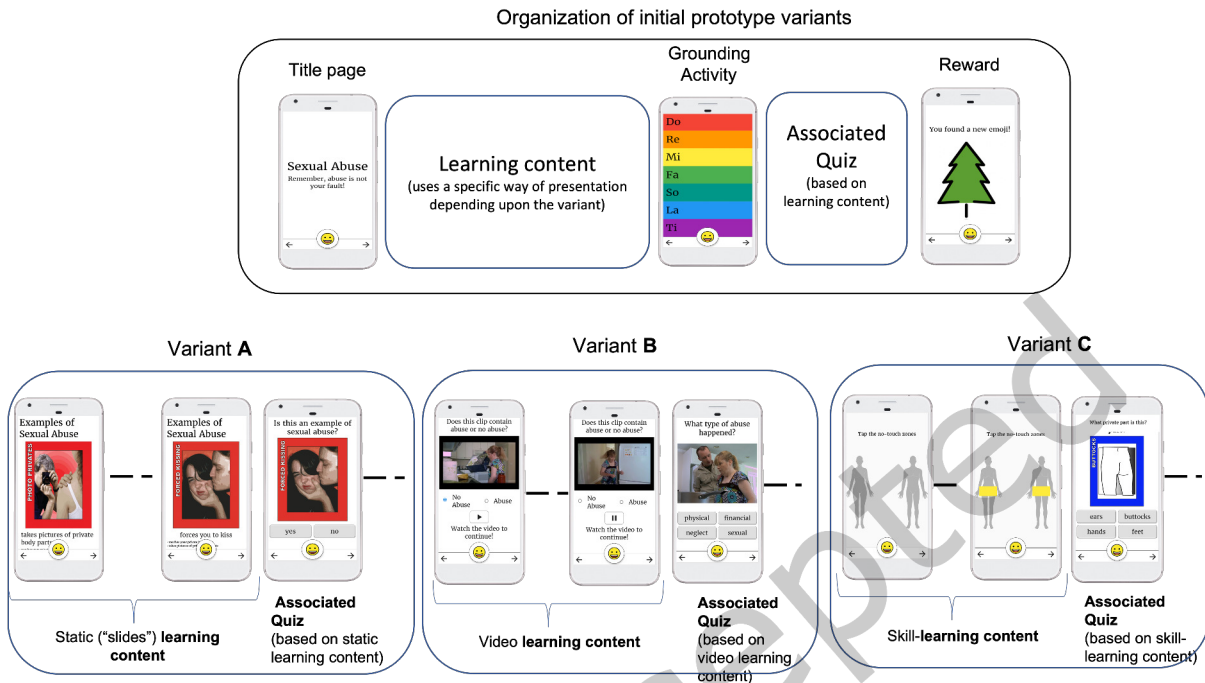 Organization of initial prototype variants
Title page
Grounding
Activity
Reward
Sexual Abuse
Remember, abuse is not
your fault!
Learning content
(uses a specific way of presentation
depending upon the variant)
Do
Re
Mi
Fa
So
La
Ti
Associated
Quiz
(based on
learning content)
You found a new emoji!
Variant A
Variant B
Variant C
Examples of
Sexual Abuse
PHOTO PRIVATES
takes pictures of private
body parts
Examples of
Sexual Abuse
FORCED KISSING
forces you to kiss
Is this an example of
sexual abuse?
FORCED KISSING
yes
no
Static (“slides”) learning
content
Associated
Quiz
(based on static
learning content)
Does this clip contain
abuse or no abuse?
No
Abuse
Abuse
Watch the video to
continue!
Does this clip contain
abuse or no abuse?
No
Abuse
Abuse
Watch the video to
continue!
What type of abuse
happened?
physical
financial
neglect
sexual
Video learning content
Associated
Quiz
(based on
video learning
content)
Tap the no-touch zones
Tap the no-touch zones
What private part is this?
BUTTOCKS
ears
buttocks
hands
feet
Skill-learning content
Associated
Quiz
(based on skill-
learning content)